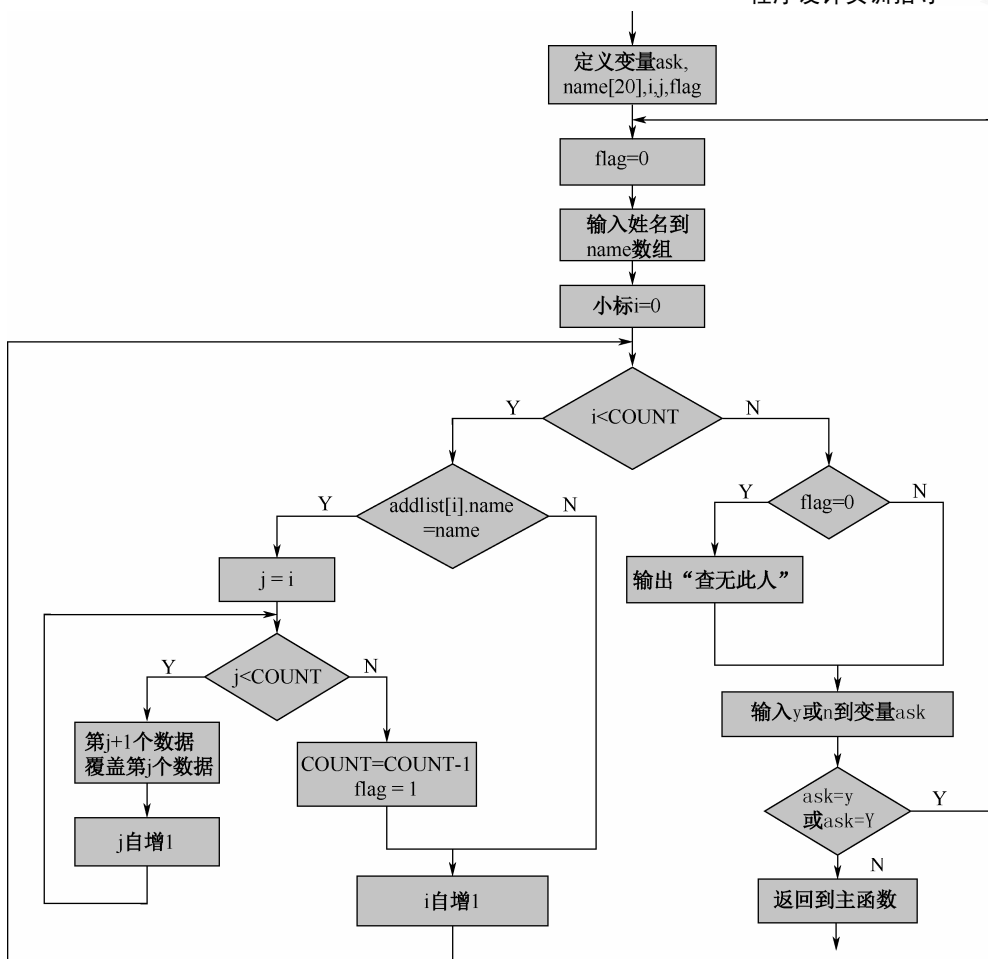 定义变量ask,
name[20],i,j,flag
flag=0
输入姓名到
name数组
小标i=0
i<COUNT
Y
N
addlist[i].name
=name
Y
N
flag=0
Y
N
j = i
输出“查无此人”
j<COUNT
Y
N
第j+1个数据
覆盖第j个数据
COUNT=COUNT-1
flag = 1
输入y或n到变量ask
j自增1
ask=y
或ask=Y
Y
N
i自增1
返回到主函数